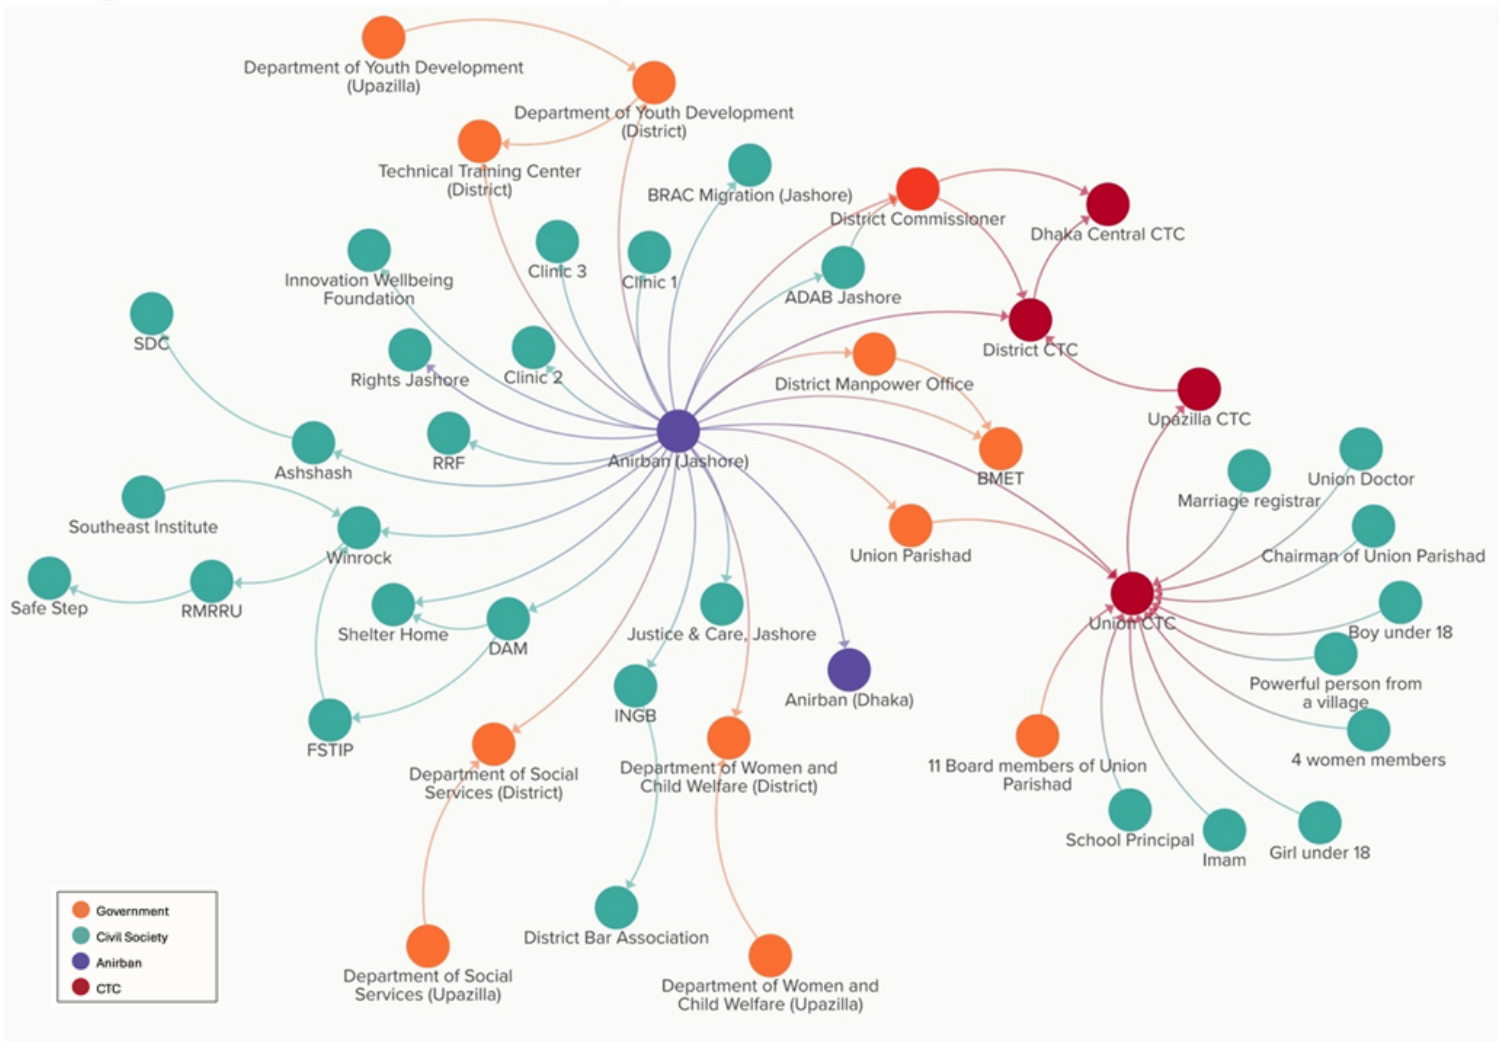 Department of Youth Development
(Upazilla)
Department of Youth Development
(District)
Technical Training Center
(District)
BRAC Migration (Jashore)
District Commissioner
Dhaka Central CTC
Innovation Wellbeing
Foundation
Clinic 3
Clinic 1
ADAB Jashore
SDC
Rights Jashore
Clinic 2
District CTC
District Manpower Office
Upazilla CTC
Ashshash
RRF
Anirban (Jashore)
BMET
Marriage registrar
Union Doctor
Southeast Institute
Winrock
Union Parishad
Chairman of Union Parishad
Safe Step
RMRRU
Shelter Home
DAM
Justice & Care, Jashore
Union CTC
Boy under 18
Anirban (Dhaka)
Powerful person from
a village
INGB
FSTIP
4 women members
Department of Social
Services (District)
Department of Women and
Child Welfare (District)
11 Board members of Union
Parishad
School Principal
Imam
Girl under 18
District Bar Association
Department of Social
Services (Upazilla)
Department of Women and
Child Welfare (Upazilla)
Government
Civil Society
Anirban
CTC